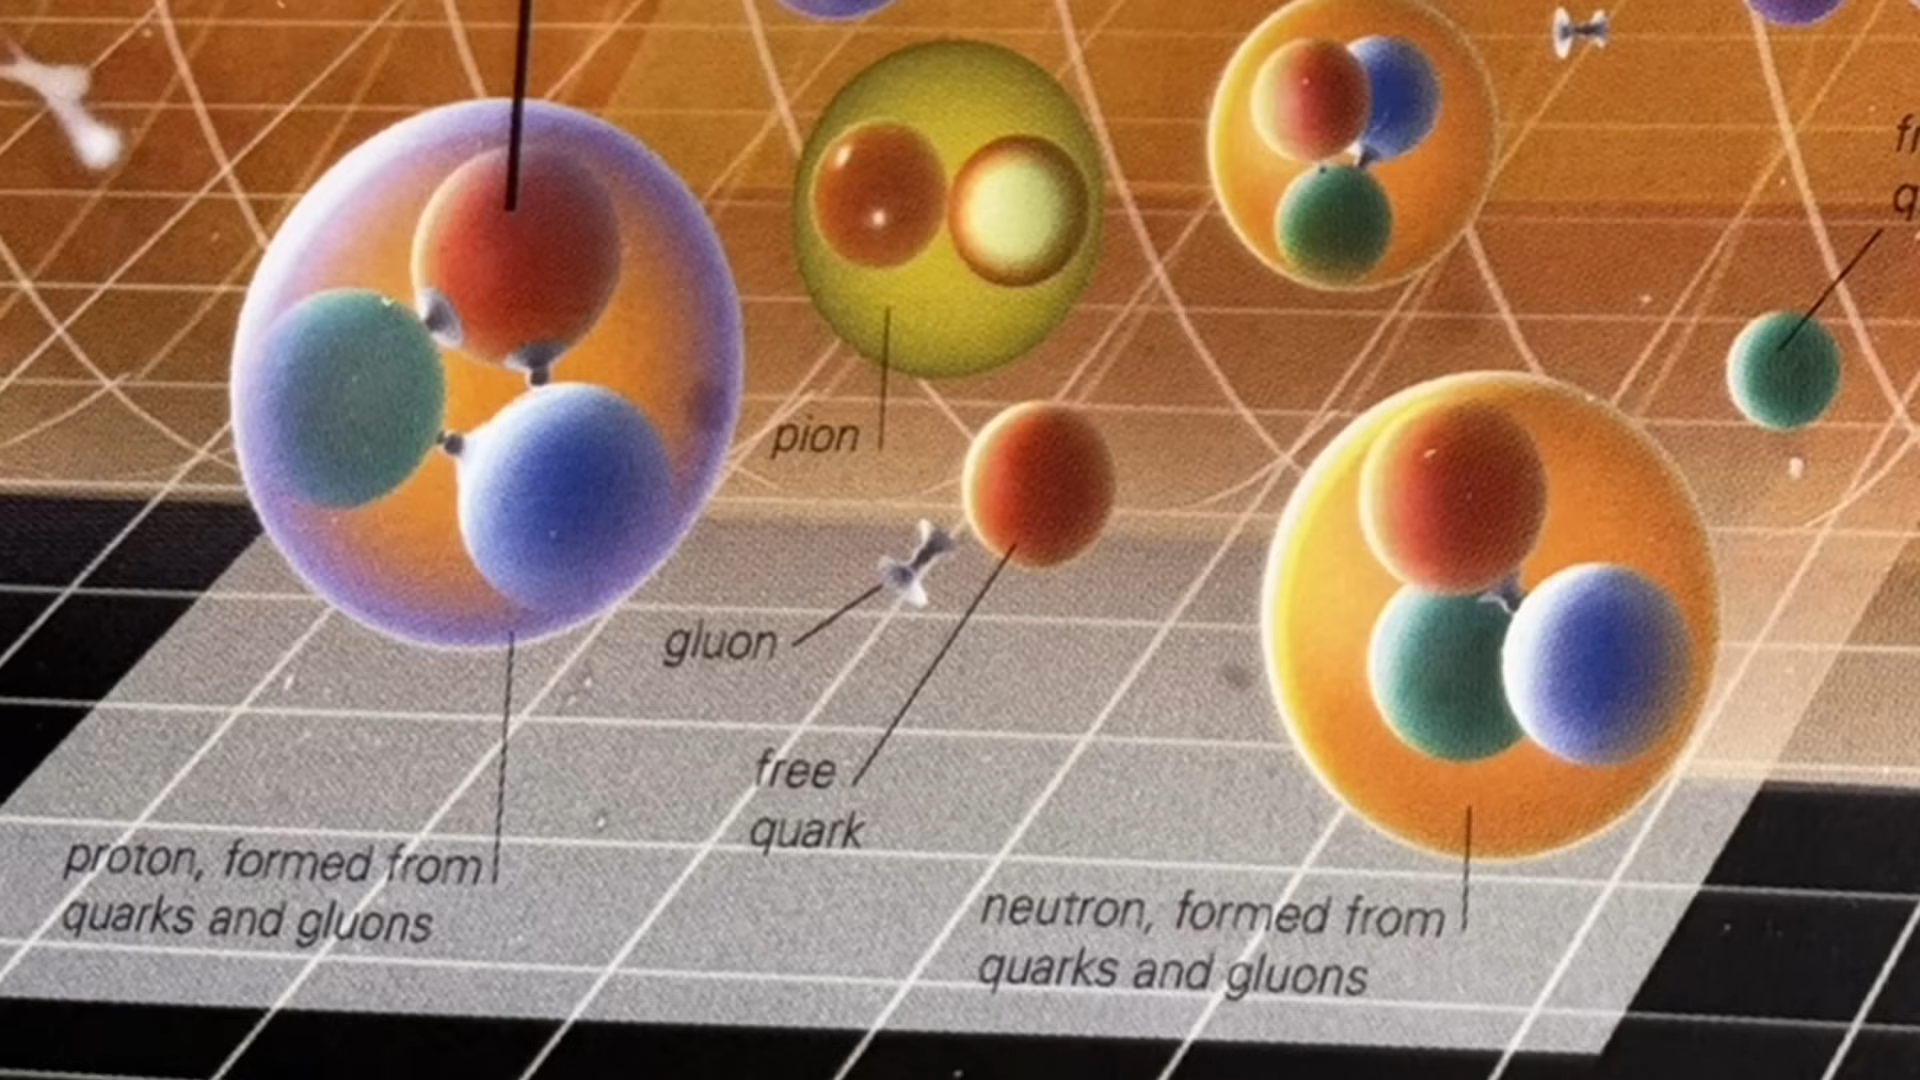 pion
gluon
free
quark
proton, formed from
quarks and gluons
neutron, formed from
quarks and gluons